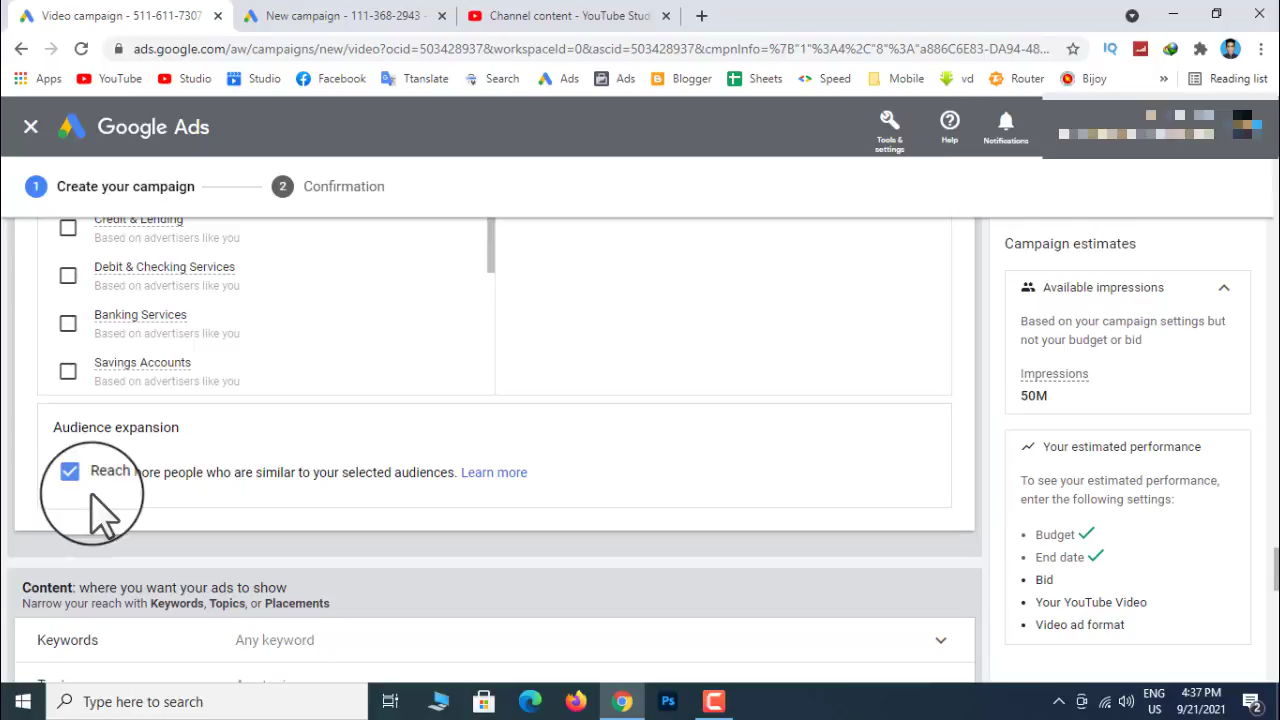 Video campaign - 511-611-7307
New campaign - 111-368-2943
Channel content - YouTube Stud
ads.google.com/aw/campaigns/new/video?ocid=503428937&workspaceId=0&ascid=503428937&cmpnInfo=%7B"1"%3A4%2C"8"%3A"a886C6E83-DA94-48...
IQ
Apps YouTube Studio Studio Facebook Translate Search Ads Ads Blogger Sheets Speed Mobile vd Router Bijoy » Reading list
Google Ads
Tools & settings
Help
Notifications
1 Create your campaign 2 Confirmation
Credit & Lending
Based on advertisers like you
Debit & Checking Services
Based on advertisers like you
Banking Services
Based on advertisers like you
Savings Accounts
Based on advertisers like you
Audience expansion
Reach more people who are similar to your selected audiences. Learn more
Content: where you want your ads to show
Narrow your reach with Keywords, Topics, or Placements
Keywords Any keyword
Campaign estimates
Available impressions
Based on your campaign settings but
not your budget or bid
Impressions
50M
Your estimated performance
To see your estimated performance,
enter the following settings:
• Budget
• End date
• Bid
• Your YouTube Video
• Video ad format
Type here to search
Ps
ENG
US
4:37 PM
9/21/2021
2